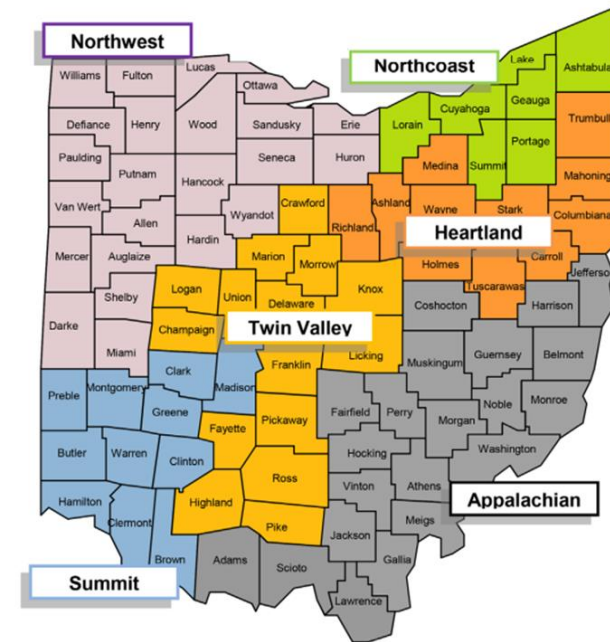 Northwest
Northcoast
Williams
Fulton
Lucas
Ottawa
Lake
Ashtabula
Defiance
Henry
Wood
Sandusky
Erie
Lorain
Cuyahoga
Geauga
Trumbull
Paulding
Putnam
Hancock
Seneca
Huron
Medina
Summit
Portage
Mahoning
Van Wert
Allen
Wyandot
Crawford
Richland
Ashland
Wayne
Stark
Columbiana
Heartland
Mercer
Auglaize
Hardin
Marion
Morrow
Holmes
Carroll
Jefferso
Shelby
Logan
Union
Delaware
Knox
Coshocton
Tuscarawas
Harrison
Darke
Miami
Champaign
Twin Valley
Licking
Muskingum
Guernsey
Belmont
Preble
Montgomery
Clark
Madison
Franklin
Fairfield
Perry
Morgan
Noble
Monroe
Greene
Fayette
Pickaway
Hocking
Washington
Butler
Warren
Clinton
Ross
Vinton
Athens
Appalachian
Hamilton
Clermont
Highland
Pike
Jackson
Meigs
Brown
Adams
Scioto
Gallia
Summit
Lawrence